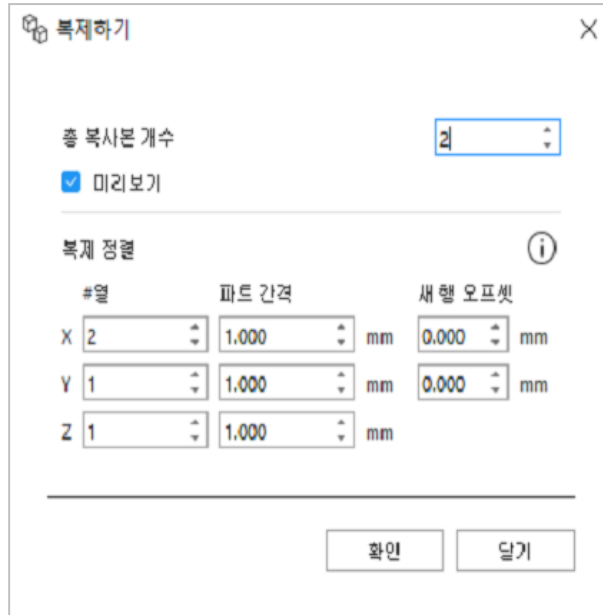 복제하기
총 복사본 개수 2
미리보기
복제 정렬
#열 파트 간격 새 행 오프셋
X 2 1.000 mm 0.000 mm
Y 1 1.000 mm 0.000 mm
Z 1 1.000 mm
확인 닫기